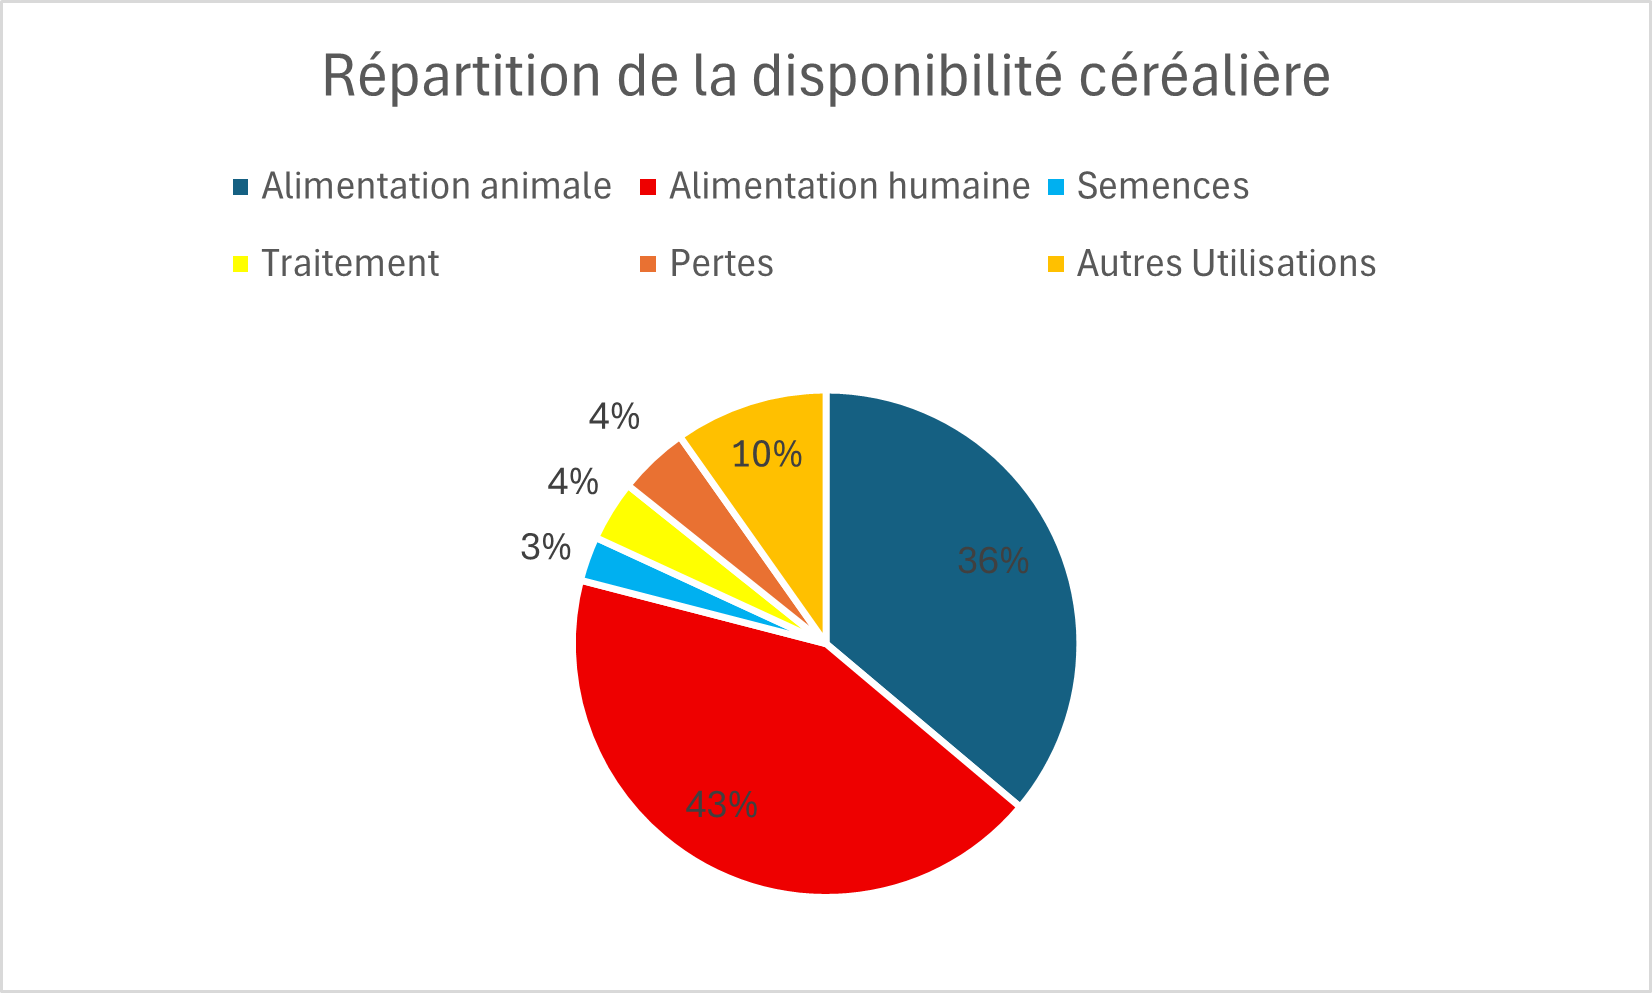 Répartition de la disponibilité céréalière
Alimentation animale Alimentation humaine Semences
Traitement Pertes Autres Utilisations
4%
10%
4%
3%
36%
43%